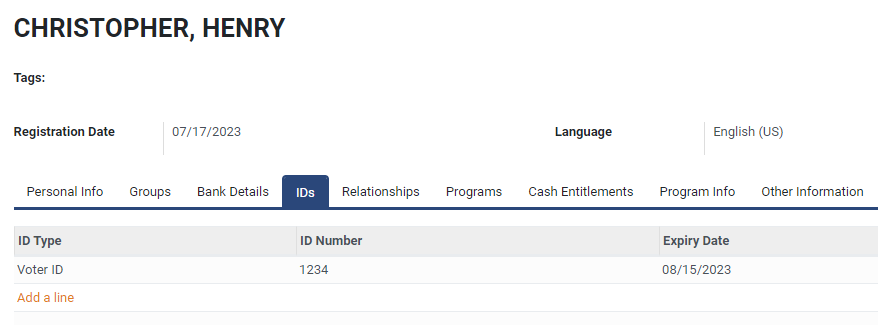 CHRISTOPHER, HENRY
Tags:
Registration Date 07/17/2023 Language English (US)
Personal Info Groups Bank Details IDs Relationships Programs Cash Entitlements Program Info Other Information
ID Type ID Number Expiry Date
Voter ID 1234 08/15/2023
Add a line